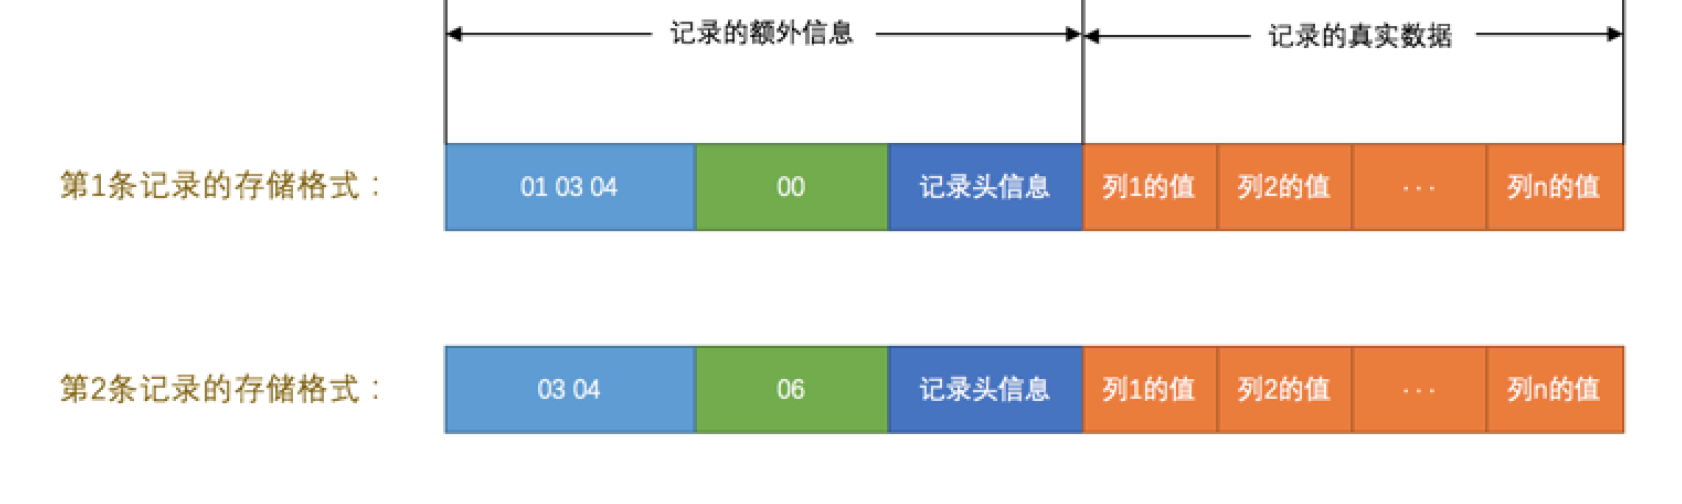 记录的额外信息 记录的真实数据
第1条记录的存储格式： 01 03 04 00 记录头信息 列1的值 列2的值 ... 列n的值
第2条记录的存储格式： 03 04 06 记录头信息 列1的值 列2的值 ... 列n的值